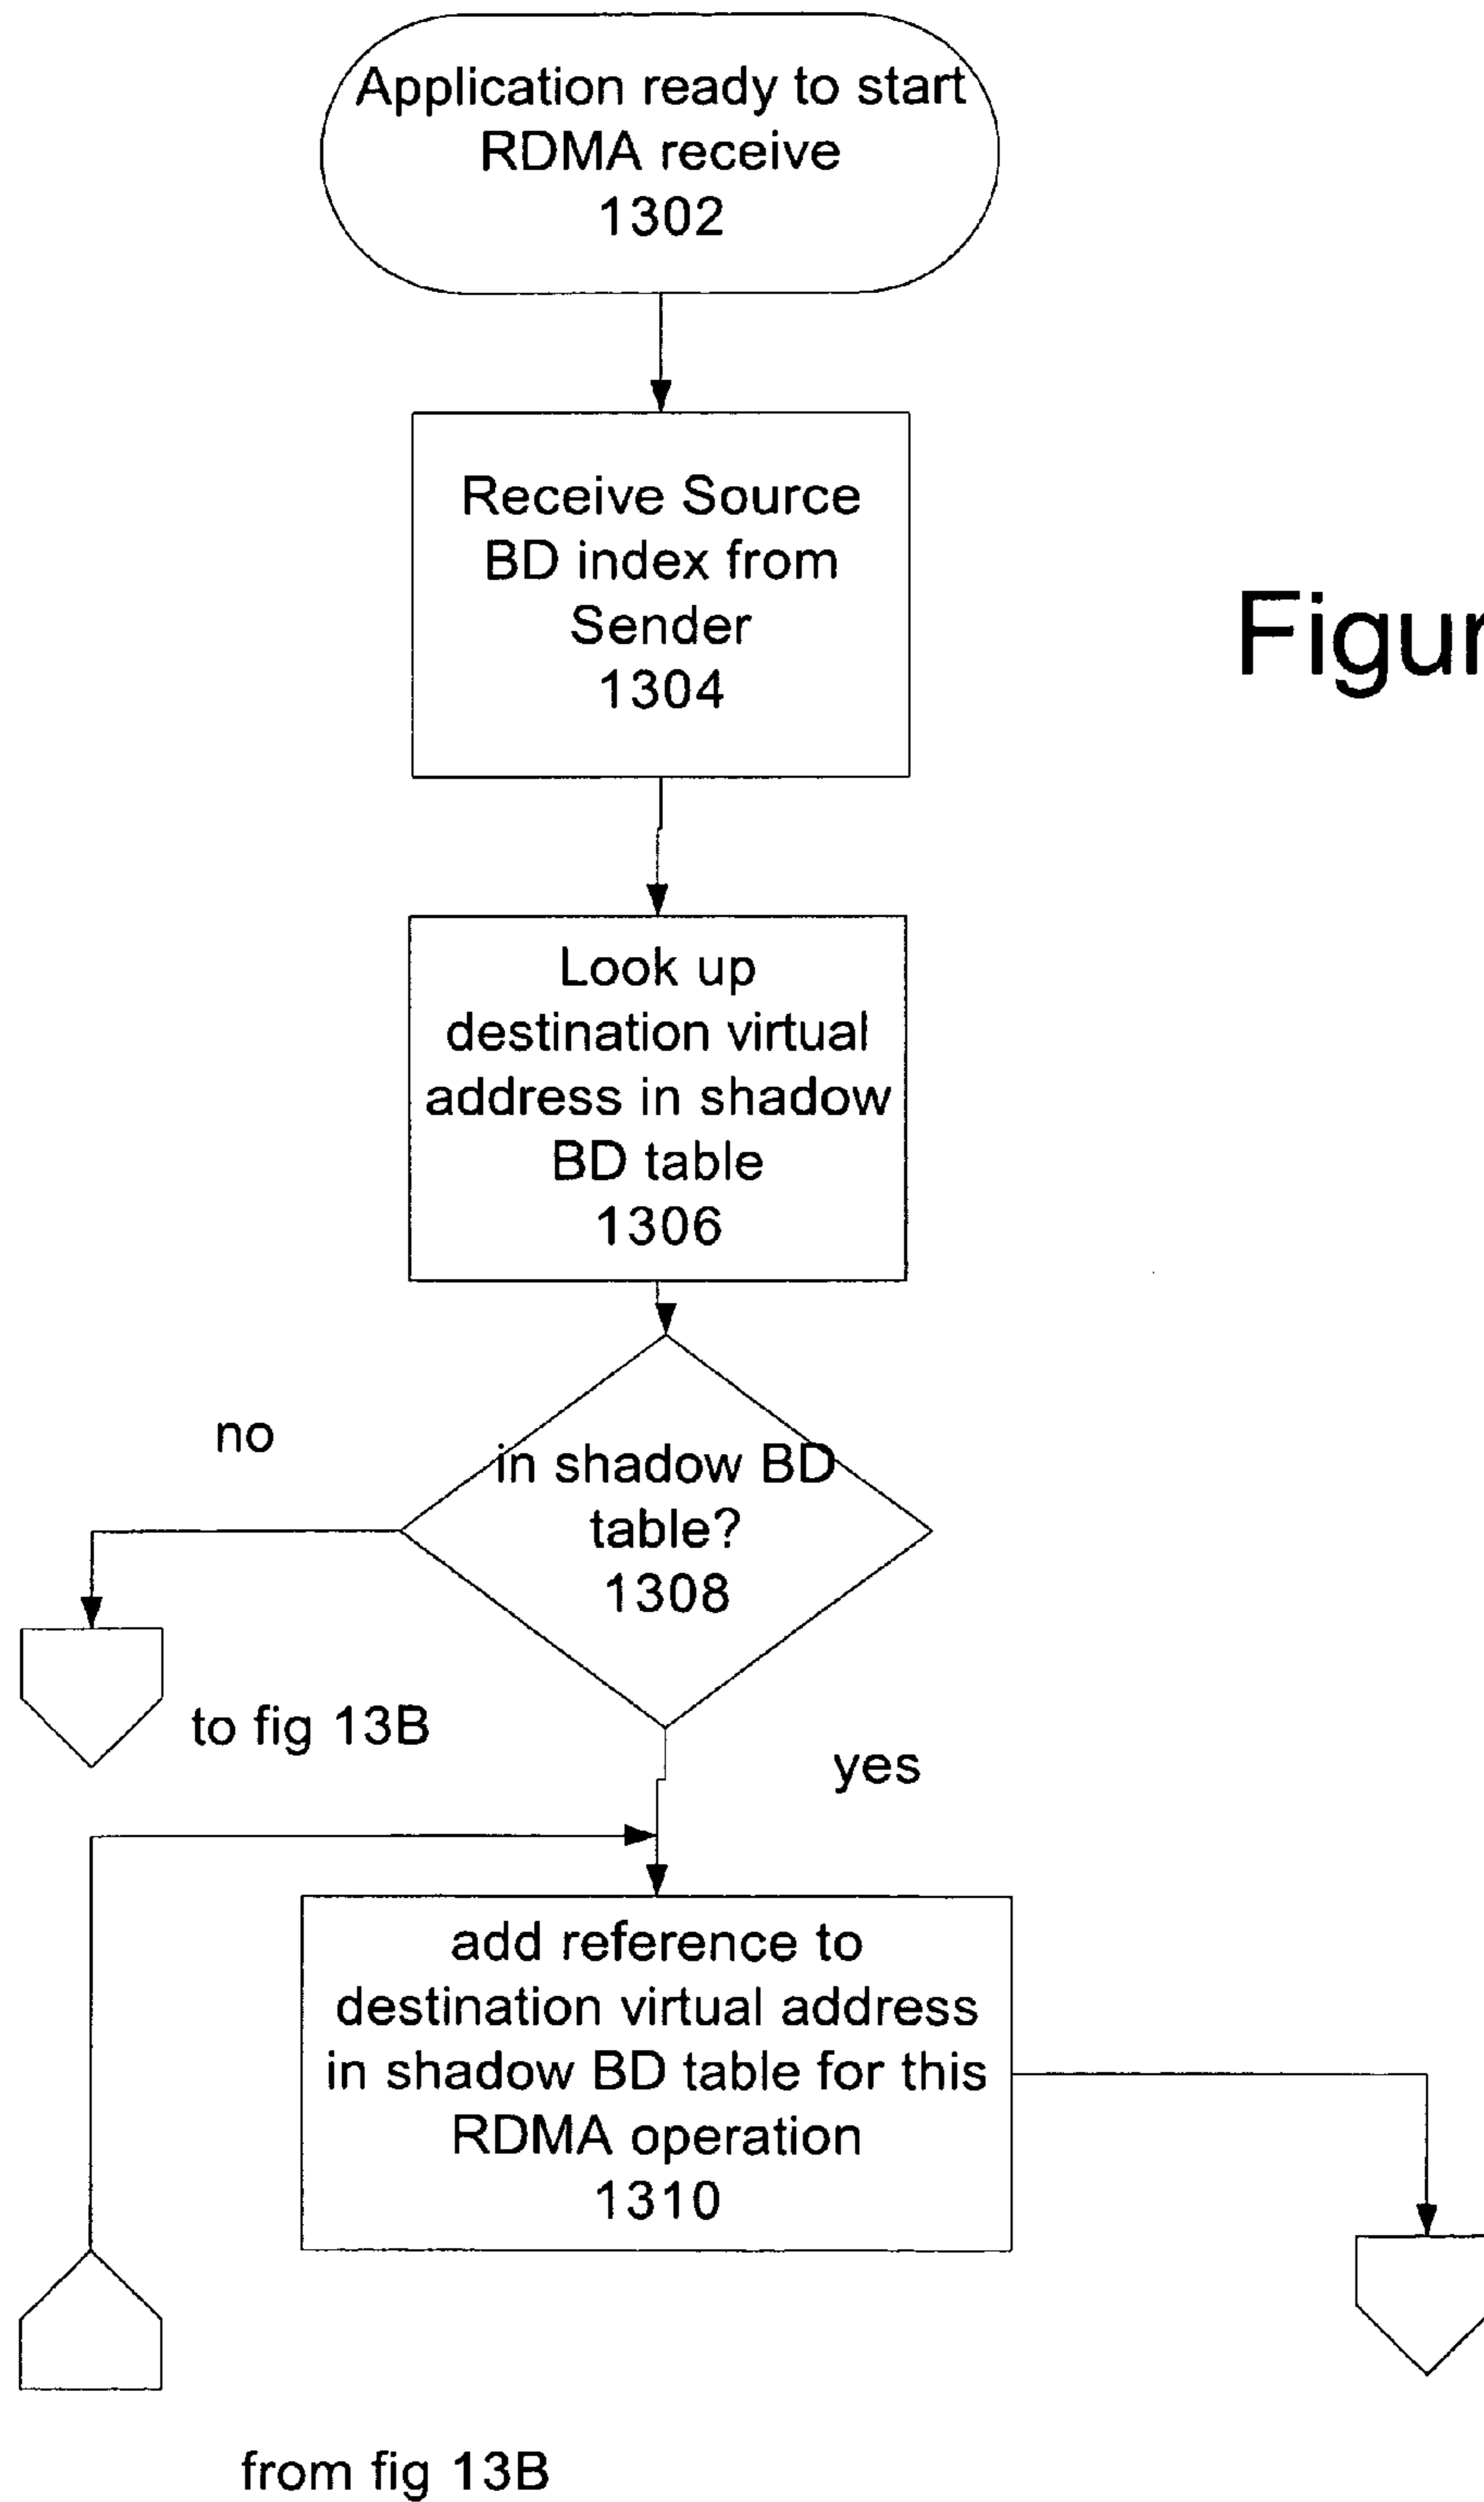 Application ready to start
RDMA receive
1302
Receive Source
BD index from
Sender
1304
Figur
Look up
destination virtual
address in shadow
BD table
1306
no
in shadow BD
table?
1308
to fig 13B
yes
add reference to
destination virtual address
in shadow BD table for this
RDMA operation
1310
from fig 13B